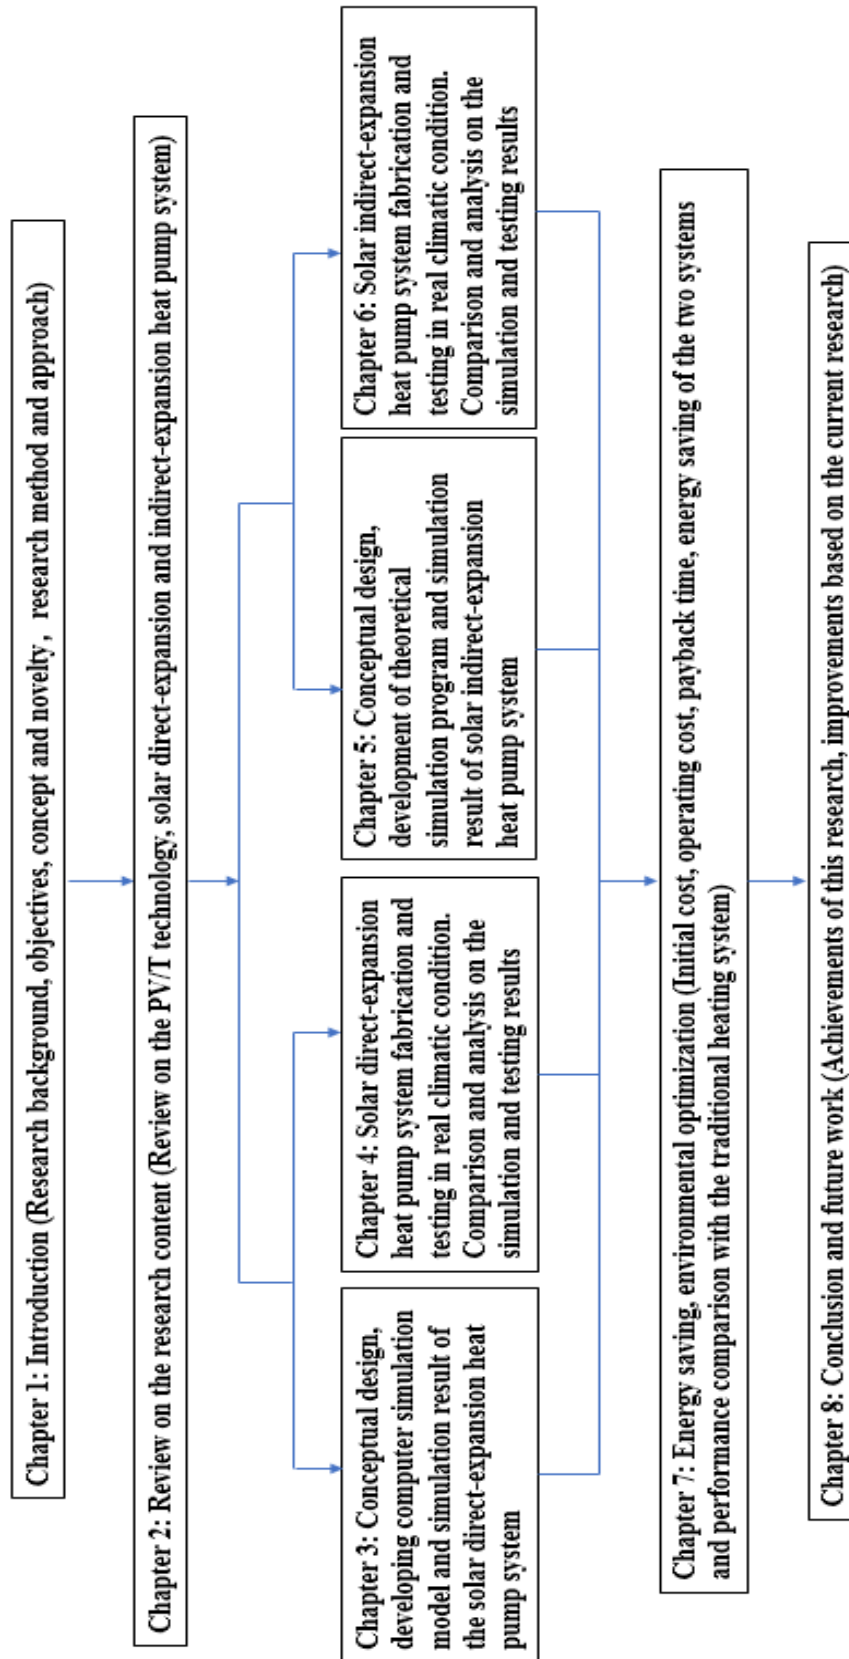 Chapter 1: Introduction (Research background, objectives, concept and novelty, research method and approach)
Chapter 2: Review on the research content (Review on the PV/T technology, solar direct-expansion and indirect-expansion heat pump system)
Chapter 3: Conceptual design,
developing computer simulation
model and simulation result of
the solar direct-expansion heat
pump system
Chapter 4: Solar direct-expansion
heat pump system fabrication and
testing in real climatic condition.
Comparison and analysis on the
simulation and testing results
Chapter 5: Conceptual design,
development of theoretical
simulation program and simulation
result of solar indirect-expansion
heat pump system
Chapter 6: Solar indirect-expansion
heat pump system fabrication and
testing in real climatic condition.
Comparison and analysis on the
simulation and testing results
Chapter 7: Energy saving, environmental optimization (Initial cost, operating cost, payback time, energy saving of the two systems
and performance comparison with the traditional heating system)
Chapter 8: Conclusion and future work (Achievements of this research, improvements based on the current research)